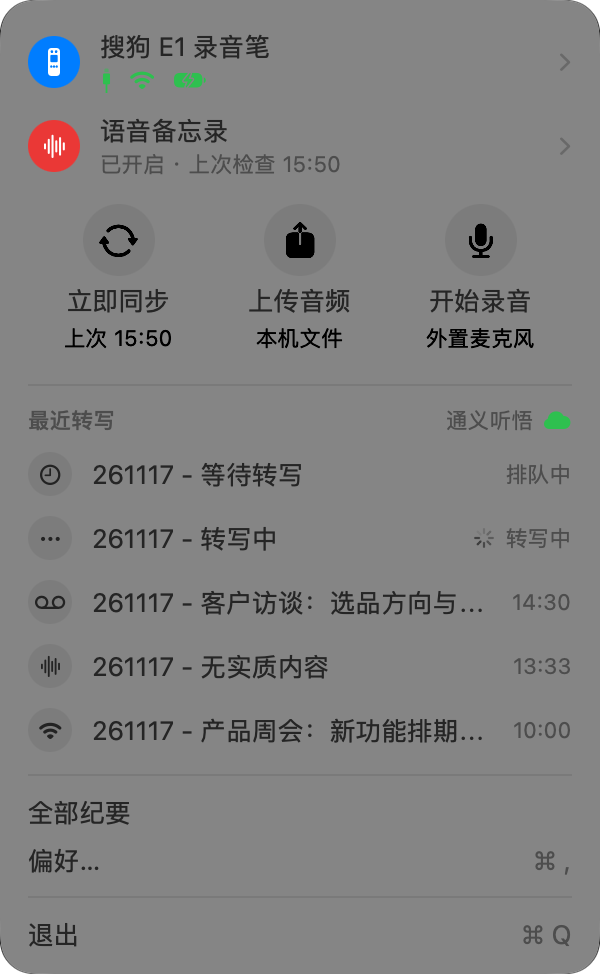 搜狗 E1 录音笔
语音备忘录
已开启 · 上次检查 15:50
立即同步 上传音频 开始录音
上次 15:50 本机文件 外置麦克风
最近转写 通义听悟
261117 - 等待转写 排队中
261117 - 转写中 转写中
261117 - 客户访谈：选品方向与… 14:30
261117 - 无实质内容 13:33
261117 - 产品周会：新功能排期… 10:00
全部纪要
偏好... ⌘ ,
退出 ⌘ Q